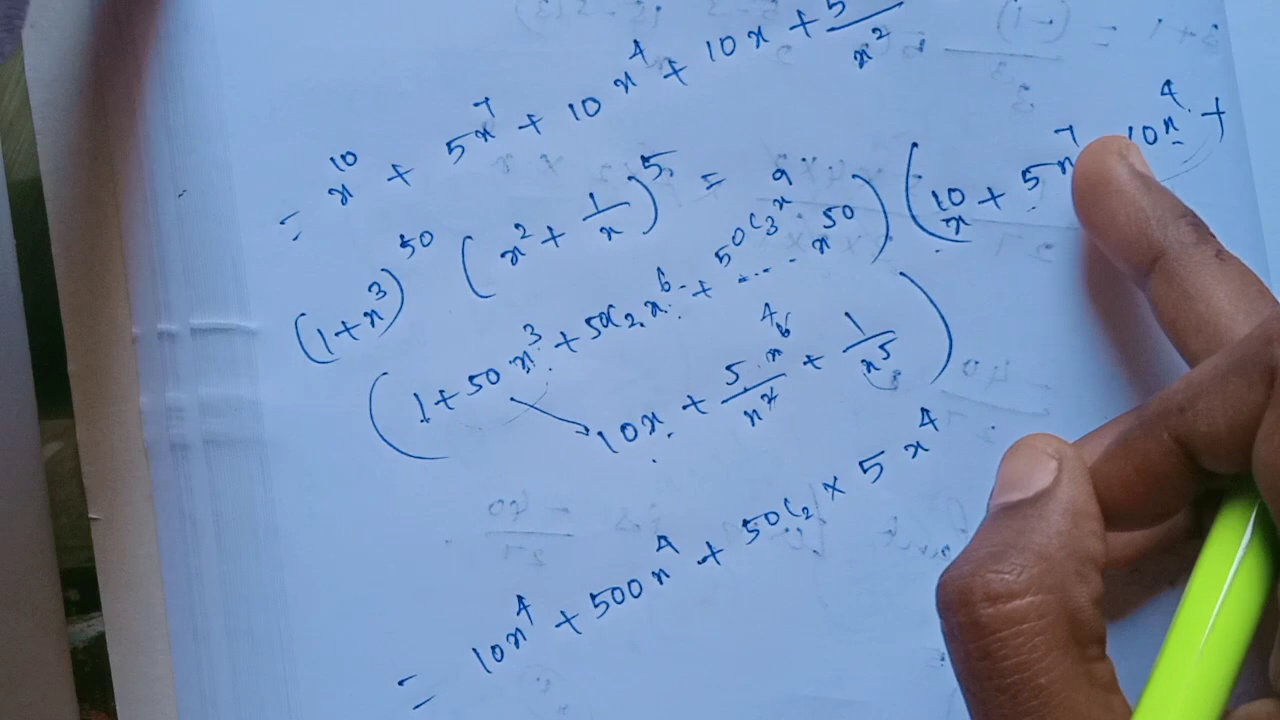 = x^10 + 5x^7 + 10x^4 + 10x + 5/x^2
(1+x^3)^50 (x^2 + 1/x)^5 =
(1 + 50x^3 + 50C2 x^6 + 50C3 x^9 .... x^50) (x^10 + 5x^7 10x^4 +
10x + 5/x^2 + 1/x^5)
= 10x^4 + 500x^4 + 50C2 × 5x^4